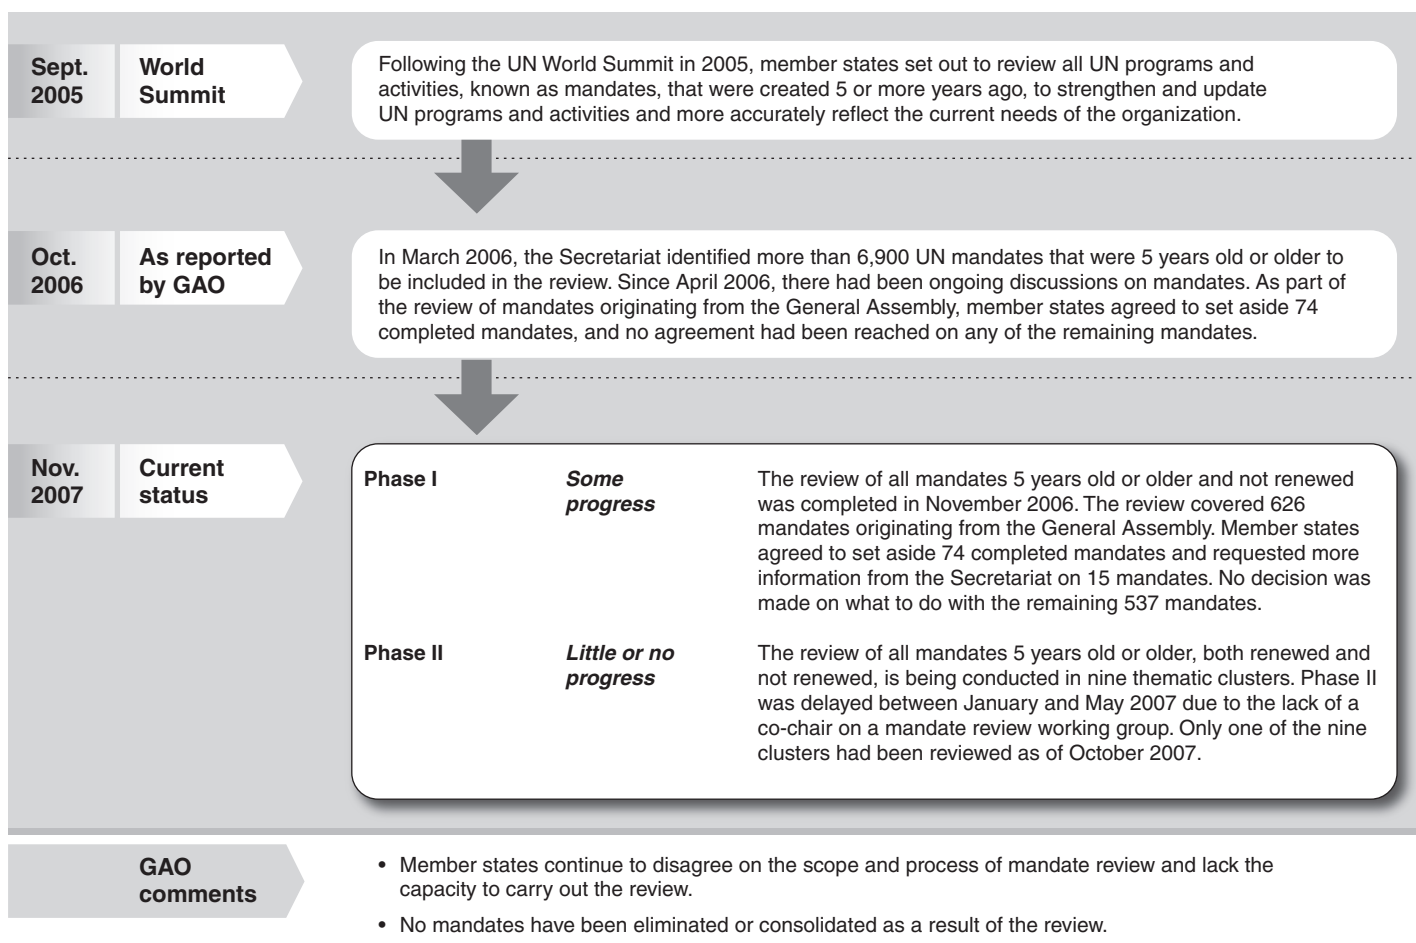 Sept.
2005
World
Summit
Following the UN World Summit in 2005, member states set out to review all UN programs and
activities, known as mandates, that were created 5 or more years ago, to strengthen and update
UN programs and activities and more accurately reflect the current needs of the organization.
Oct.
2006
As reported
by GAO
In March 2006, the Secretariat identified more than 6,900 UN mandates that were 5 years old or older to
be included in the review. Since April 2006, there had been ongoing discussions on mandates. As part of
the review of mandates originating from the General Assembly, member states agreed to set aside 74
completed mandates, and no agreement had been reached on any of the remaining mandates.
Nov.
2007
Current
status
Phase I
Some
progress
The review of all mandates 5 years old or older and not renewed
was completed in November 2006. The review covered 626
mandates originating from the General Assembly. Member states
agreed to set aside 74 completed mandates and requested more
information from the Secretariat on 15 mandates. No decision was
made on what to do with the remaining 537 mandates.
Phase II
Little or no
progress
The review of all mandates 5 years old or older, both renewed and
not renewed, is being conducted in nine thematic clusters. Phase II
was delayed between January and May 2007 due to the lack of a
co-chair on a mandate review working group. Only one of the nine
clusters had been reviewed as of October 2007.
GAO
comments
• Member states continue to disagree on the scope and process of mandate review and lack the
capacity to carry out the review.
• No mandates have been eliminated or consolidated as a result of the review.